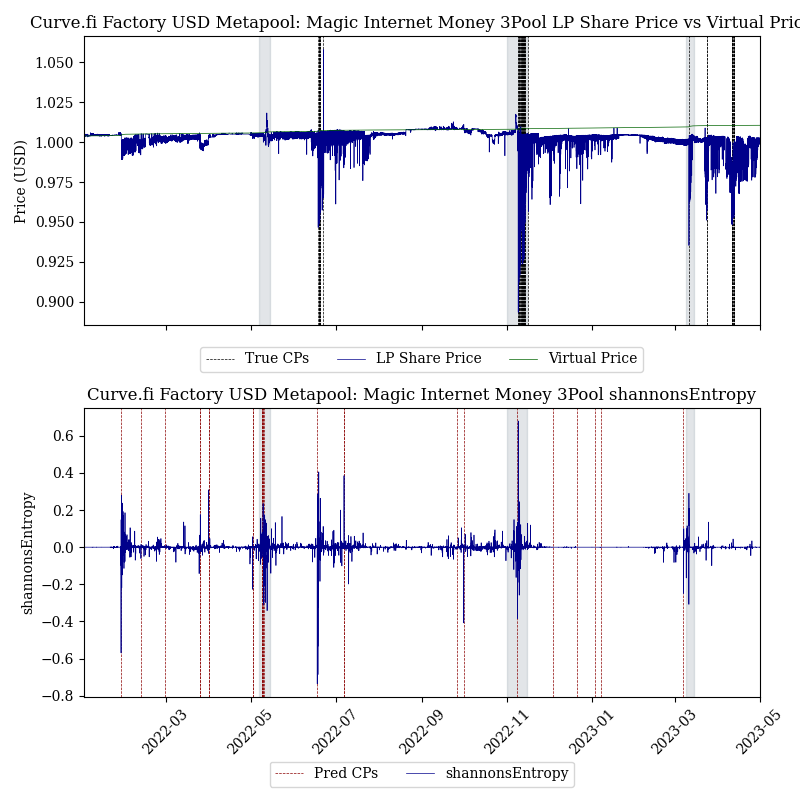 Curve.fi Factory USD Metapool: Magic Internet Money 3Pool LP Share Price vs Virtual Pric
1.050
1.025
1.000
0.975
0.950
0.925
0.900
Price (USD)
True CPs LP Share Price Virtual Price
Curve.fi Factory USD Metapool: Magic Internet Money 3Pool shannonsEntropy
0.6
0.4
0.2
0.0
−0.2
−0.4
−0.6
−0.8
shannonsEntropy
2022-03 2022-05 2022-07 2022-09 2022-11 2023-01 2023-03 2023-05
Pred CPs shannonsEntropy